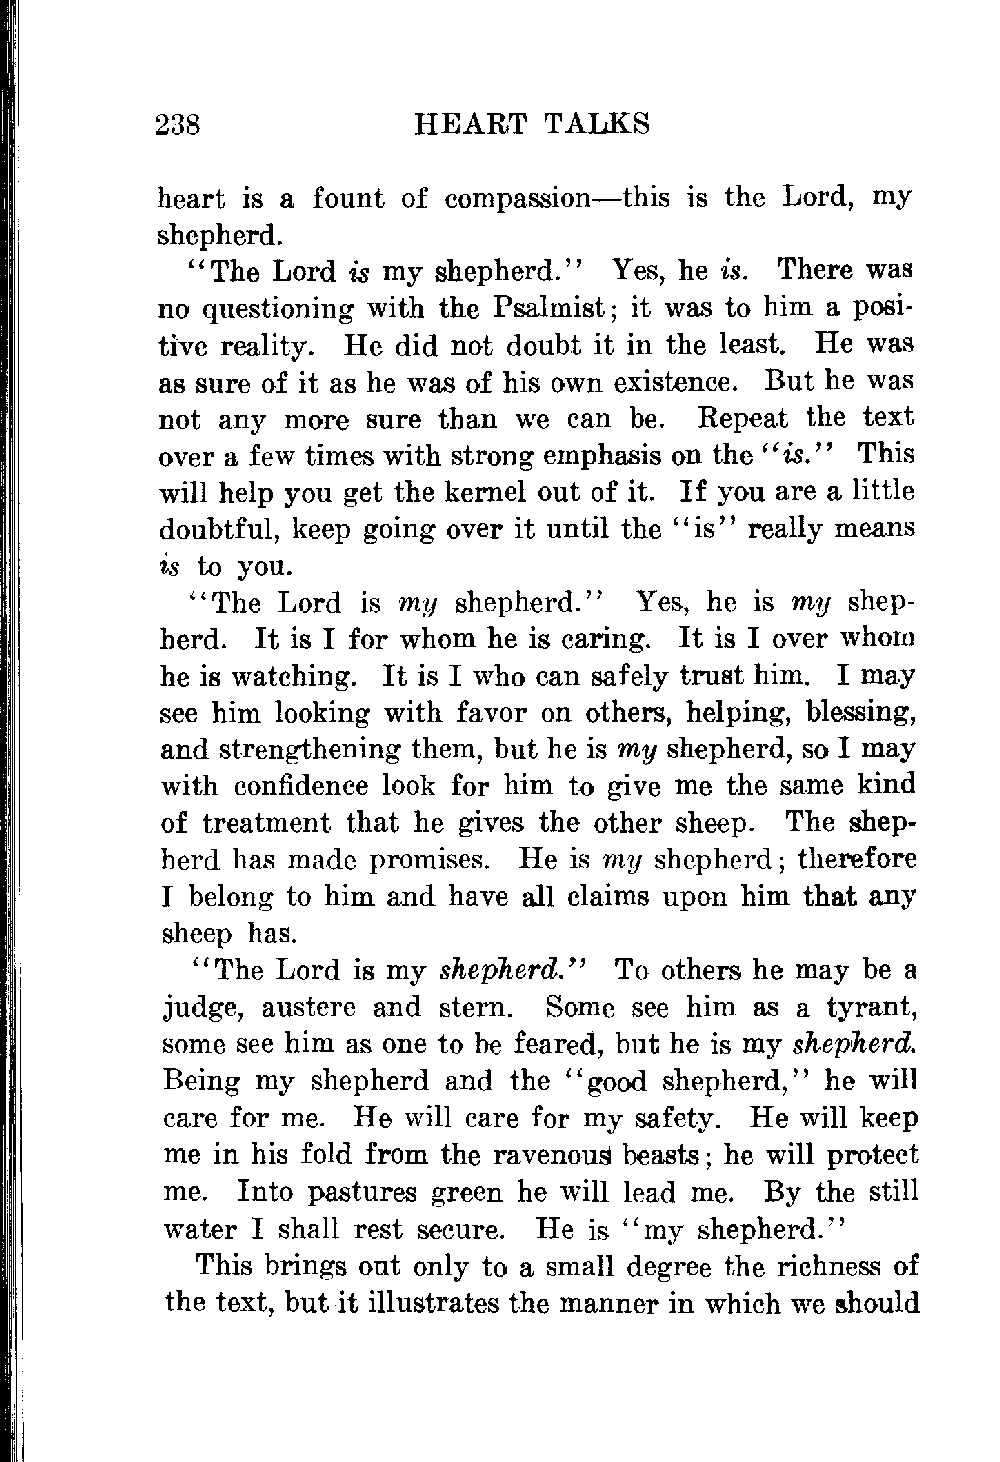 238 HEART TALKS
heart is a fount of compassion—this is the Lord, my
shepherd.
"The Lord is my shepherd." Yes, he is. There was
no questioning with the Psalmist; it was to him a posi-
tive reality. He did not doubt it in the least. He was
as sure of it as he was of his own existence. But he was
not any more sure than we can be. Repeat the text
over a few times with strong emphasis on the "is." This
will help you get the kernel out of it. If you are a little
doubtful, keep going over it until the "is" really means
is to you.
"The Lord is my shepherd." Yes, he is my shep-
herd. It is I for whom he is caring. It is I over whom
he is watching. It is I who can safely trust him. I may
see him looking with favor on others, helping, blessing,
and strengthening them, but he is my shepherd, so I may
with confidence look for him to give me the same kind
of treatment that he gives the other sheep. The shep-
herd has made promises. He is my shepherd; therefore
I belong to him and have all claims upon him that any
sheep has.
"The Lord is my shepherd." To others he may be a
judge, austere and stern. Some see him as a tyrant,
some see him as one to be feared, but he is my shepherd.
Being my shepherd and the "good shepherd," he will
care for me. He will care for my safety. He will keep
me in his fold from the ravenous beasts; he will protect
me. Into pastures green he will lead me. By the still
water I shall rest secure. He is "my shepherd."
This brings out only to a small degree the richness of
the text, but it illustrates the manner in which we should